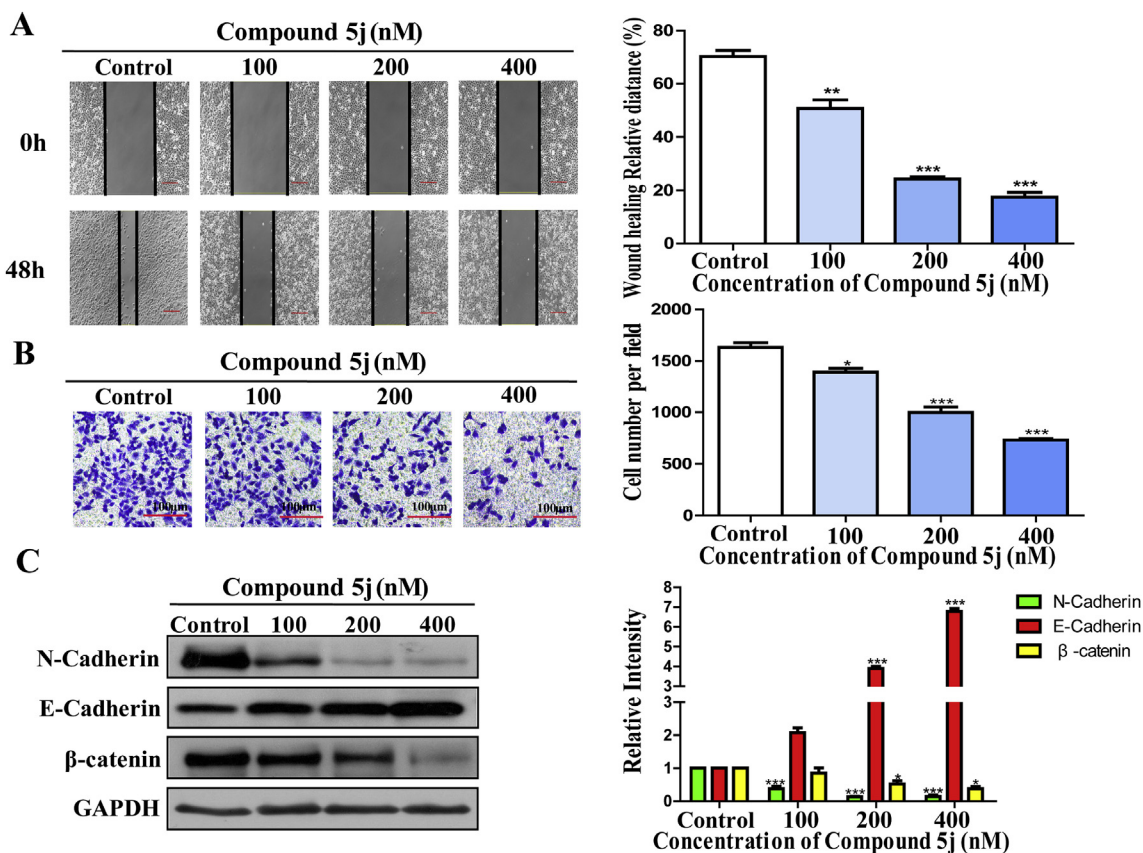 A
Compound 5j (nM)
Control 100 200 400
0h
48h
Wound healing Relative diatance (%)
80
60
40
20
0
Control 100 200 400
Concentration of Compound 5j (nM)
** *** ***
B
Compound 5j (nM)
Control 100 200 400
100μm 100μm 100μm 100μm
Cell number per field
2000
1500
1000
500
0
* *** ***
Control 100 200 400
Concentration of Compound 5j (nM)
C
Compound 5j (nM)
Control 100 200 400
N-Cadherin
E-Cadherin
β-catenin
GAPDH
Relative Intensity
8
7
6
5
4
3
2
1
0
*** *** *** * *** *** *
Control 100 200 400
Concentration of Compound 5j (nM)
N-Cadherin
E-Cadherin
β -catenin